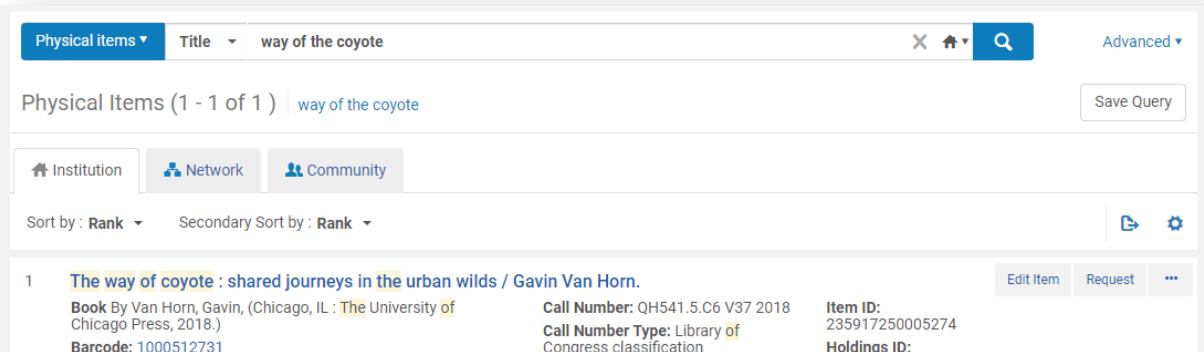 Physical items Title way of the coyote Advanced
Physical Items (1 - 1 of 1 ) way of the coyote Save Query
Institution Network Community
Sort by : Rank Secondary Sort by : Rank
1 The way of coyote : shared journeys in the urban wilds / Gavin Van Horn. Edit Item Request ...
Book By Van Horn, Gavin, (Chicago, IL : The University of
Chicago Press, 2018.)
Barcode: 1000512731
Call Number: QH541.5.C6 V37 2018
Call Number Type: Library of
Congress classification
Item ID:
235917250005274
Holdings ID: